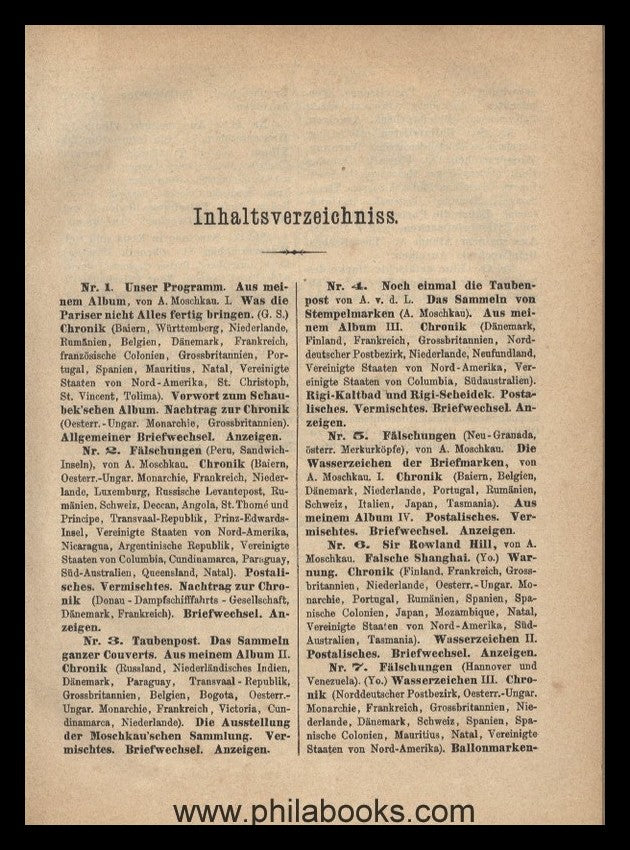 Inhaltsverzeichniss.
Nr. 1. Unser Programm. Aus mei-
nem Album, von A. Moschkau. I. Was die
Pariser nicht Alles fertig bringen. (G. S.)
Chronik (Baiern, Württemberg, Niederlande,
Rumänien, Belgien, Dänemark, Frankreich,
französische Colonien, Grossbritannien, Por-
tugal, Spanien, Mauritius, Natal, Vereinigte
Staaten von Nord-Amerika, St. Christoph,
St. Vincent, Tolima). Vorwort zum Schau-
bek'schen Album. Nachtrag zur Chronik
(Oesterr.-Ungar. Monarchie, Grossbritannien).
Allgemeiner Briefwechsel. Anzeigen.
Nr. 2. Fälschungen (Peru, Sandwich-
Inseln), von A. Moschkau. Chronik (Baiern,
Oesterr.-Ungar. Monarchie, Frankreich, Nieder-
lande, Luxemburg, Russische Levantepost, Ru-
mänien, Schweiz, Deccan, Angola, St. Thomé und
Principe, Transvaal-Republik, Prinz-Edwards-
Insel, Vereinigte Staaten von Nord-Amerika,
Nicaragua, Argentinische Republik, Vereinigte
Staaten von Columbia, Cundinamarca, Paraguay,
Süd-Australien, Queensland, Natal). Postali-
sches. Vermischtes. Nachtrag zur Chro-
nik (Donau-Dampfschifffahrts-Gesellschaft,
Dänemark, Frankreich). Briefwechsel. An-
zeigen.
Nr. 3. Taubenpost. Das Sammeln
ganzer Couverts. Aus meinem Album II.
Chronik (Russland, Niederländisches Indien,
Dänemark, Paraguay, Transvaal-Republik,
Grossbritannien, Belgien, Bogota, Oesterr.-
Ungar. Monarchie, Frankreich, Victoria, Cun-
dinamarca, Niederlande). Die Ausstellung
der Moschkau'schen Sammlung. Ver-
mischtes. Briefwechsel. Anzeigen.
Nr. 4. Noch einmal die Tauben-
post von A. v. d. L. Das Sammeln von
Stempelmarken (A. Moschkau). Aus mei-
nem Album III. Chronik (Dänemark,
Finland, Frankreich, Grossbritannien, Nord-
deutscher Postbezirk, Niederlande, Neufundland,
Vereinigte Staaten von Nord-Amerika, Ver-
einigte Staaten von Columbia, Südaustralien).
Rigi-Kaltbad und Rigi-Scheidek. Posta-
lisches. Vermischtes. Briefwechsel. An-
zeigen.
Nr. 5. Fälschungen (Neu-Granada,
österr. Merkurköpfe), von A. Moschkau. Die
Wasserzeichen der Briefmarken, von
A. Moschkau. I. Chronik (Baiern, Belgien,
Dänemark, Niederlande, Portugal, Rumänien,
Schweiz, Italien, Japan, Tasmania). Aus
meinem Album IV. Postalisches. Ver-
mischtes. Briefwechsel. Anzeigen.
Nr. 6. Sir Rowland Hill, von A.
Moschkau. Falsche Shanghai. (Yo.) War-
nung. Chronik (Finland, Frankreich, Gross-
britannien, Niederlande, Oesterr.-Ungar. Mo-
narchie, Portugal, Rumänien, Spanien, Spa-
nische Colonien, Japan, Mozambique, Natal,
Vereinigte Staaten von Nord-Amerika, Süd-
Australien, Tasmania). Wasserzeichen II.
Postalisches. Briefwechsel. Anzeigen.
Nr. 7. Fälschungen (Hannover und
Venezuela). (Yo.) Wasserzeichen III. Chro-
nik (Norddeutscher Postbezirk, Oesterr.-Ungar.
Monarchie, Frankreich, Grossbritannien, Nie-
derlande, Dänemark, Schweiz, Spanien, Spa-
nische Colonien, Mauritius, Natal, Vereinigte
Staaten von Nord-Amerika). Ballonmarken-
www.philabooks.com